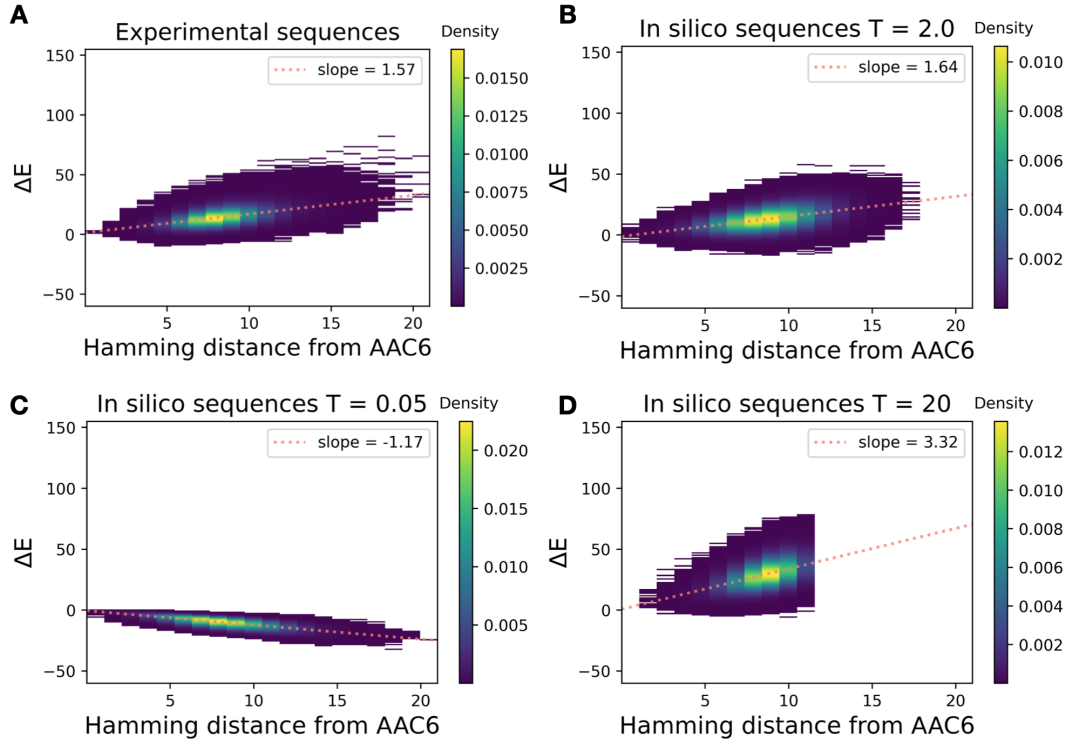 A
Experimental sequences
Density
slope = 1.57
150
100
50
0
−50
ΔE
5
10
15
20
Hamming distance from AAC6
0.0150
0.0125
0.0100
0.0075
0.0050
0.0025
B
In silico sequences T = 2.0
Density
slope = 1.64
150
100
50
0
−50
ΔE
5
10
15
20
Hamming distance from AAC6
0.010
0.008
0.006
0.004
0.002
C
In silico sequences T = 0.05
Density
slope = -1.17
150
100
50
0
−50
ΔE
5
10
15
20
Hamming distance from AAC6
0.020
0.015
0.010
0.005
D
In silico sequences T = 20
Density
slope = 3.32
150
100
50
0
−50
ΔE
5
10
15
20
Hamming distance from AAC6
0.012
0.010
0.008
0.006
0.004
0.002